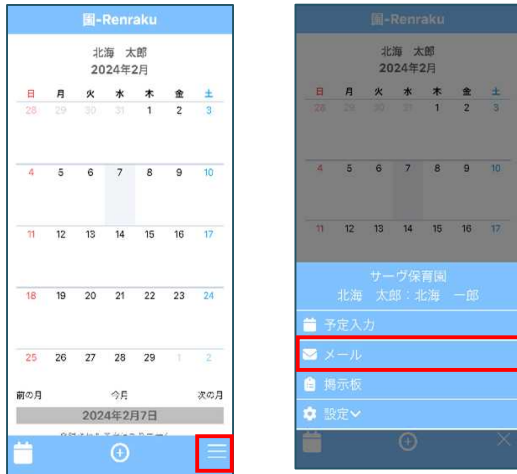 園-Renraku
北海 太郎
2024年2月
日 月 火 水 木 金 土
28 29 30 31 1 2 3
4 5 6 7 8 9 10
11 12 13 14 15 16 17
18 19 20 21 22 23 24
25 26 27 28 29 1 2
前の月 今月 次の月
2024年2月7日
園-Renraku
北海 太郎
2024年2月
日 月 火 水 木 金 土
28 29 30 31 1 2 3
4 5 6 7 8 9 10
11 12 13 14 15 16 17
サーヴ保育園
北海 太郎:北海 一郎
予定入力
メール
掲示板
設定